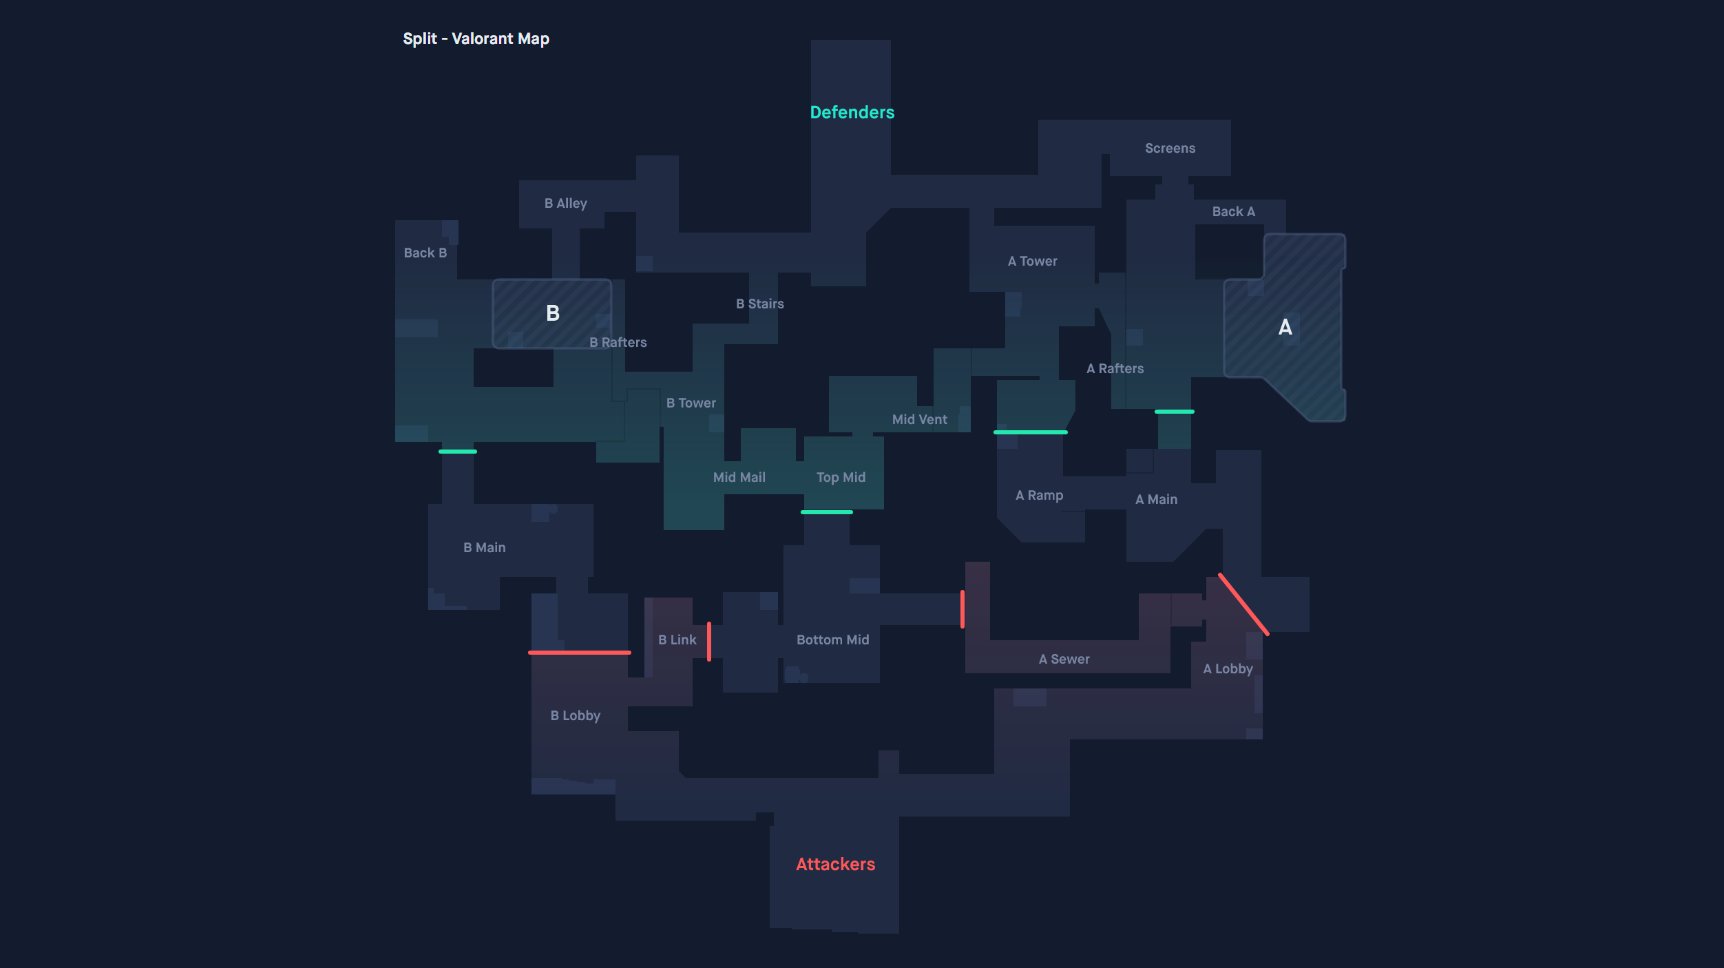 Split - Valorant Map
Defenders
Screens
B Alley
Back A
Back B
A Tower
B Stairs
B
A
B Rafters
A Rafters
B Tower
Mid Vent
Mid Mail
Top Mid
A Ramp
A Main
B Main
B Link
Bottom Mid
A Sewer
A Lobby
B Lobby
Attackers